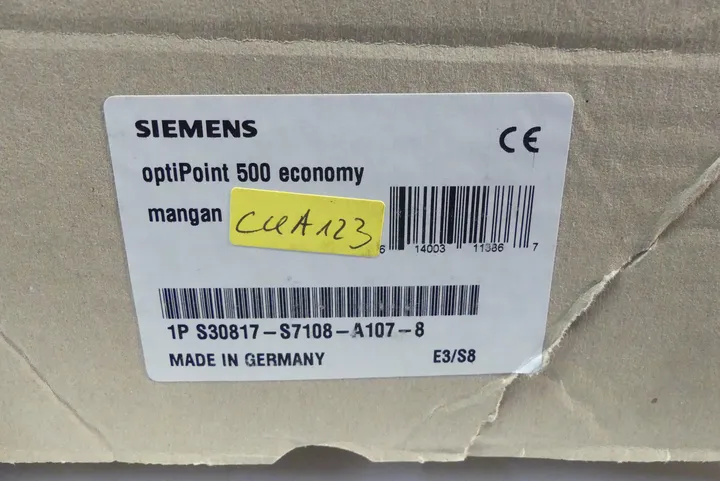 SIEMENS
CE
optiPoint 500 economy
mangan
CUA123
6 14003 11386 7
1P S30817-S7108-A107-8
MADE IN GERMANY
E3/S8